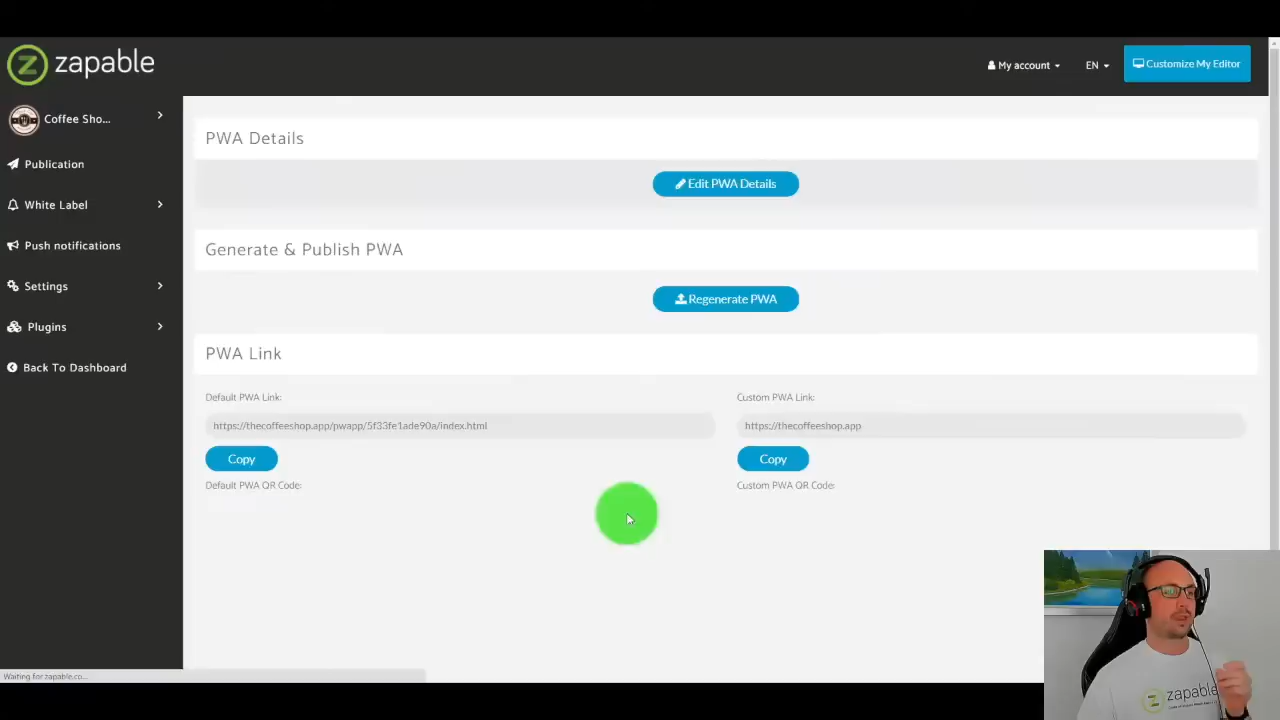 zapable
My account
EN
Customize My Editor
Coffee Sho...
Publication
White Label
Push notifications
Settings
Plugins
Back To Dashboard
PWA Details
Edit PWA Details
Generate & Publish PWA
Regenerate PWA
PWA Link
Default PWA Link:
https://thecoffeeshop.app/pwapp/5f33fe1ade90a/index.html
Copy
Default PWA QR Code:
Custom PWA Link:
https://thecoffeeshop.app
Copy
Custom PWA QR Code:
Waiting for zapable.co...
zapable